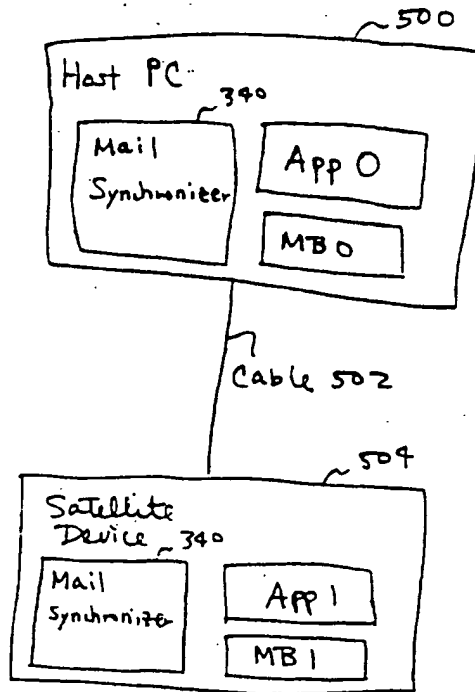 500
Host PC
340
Mail
Synchronizer
App 0
MB 0
Cable 502
504
Satellite
Device
340
Mail
Synchronizer
App 1
MB 1